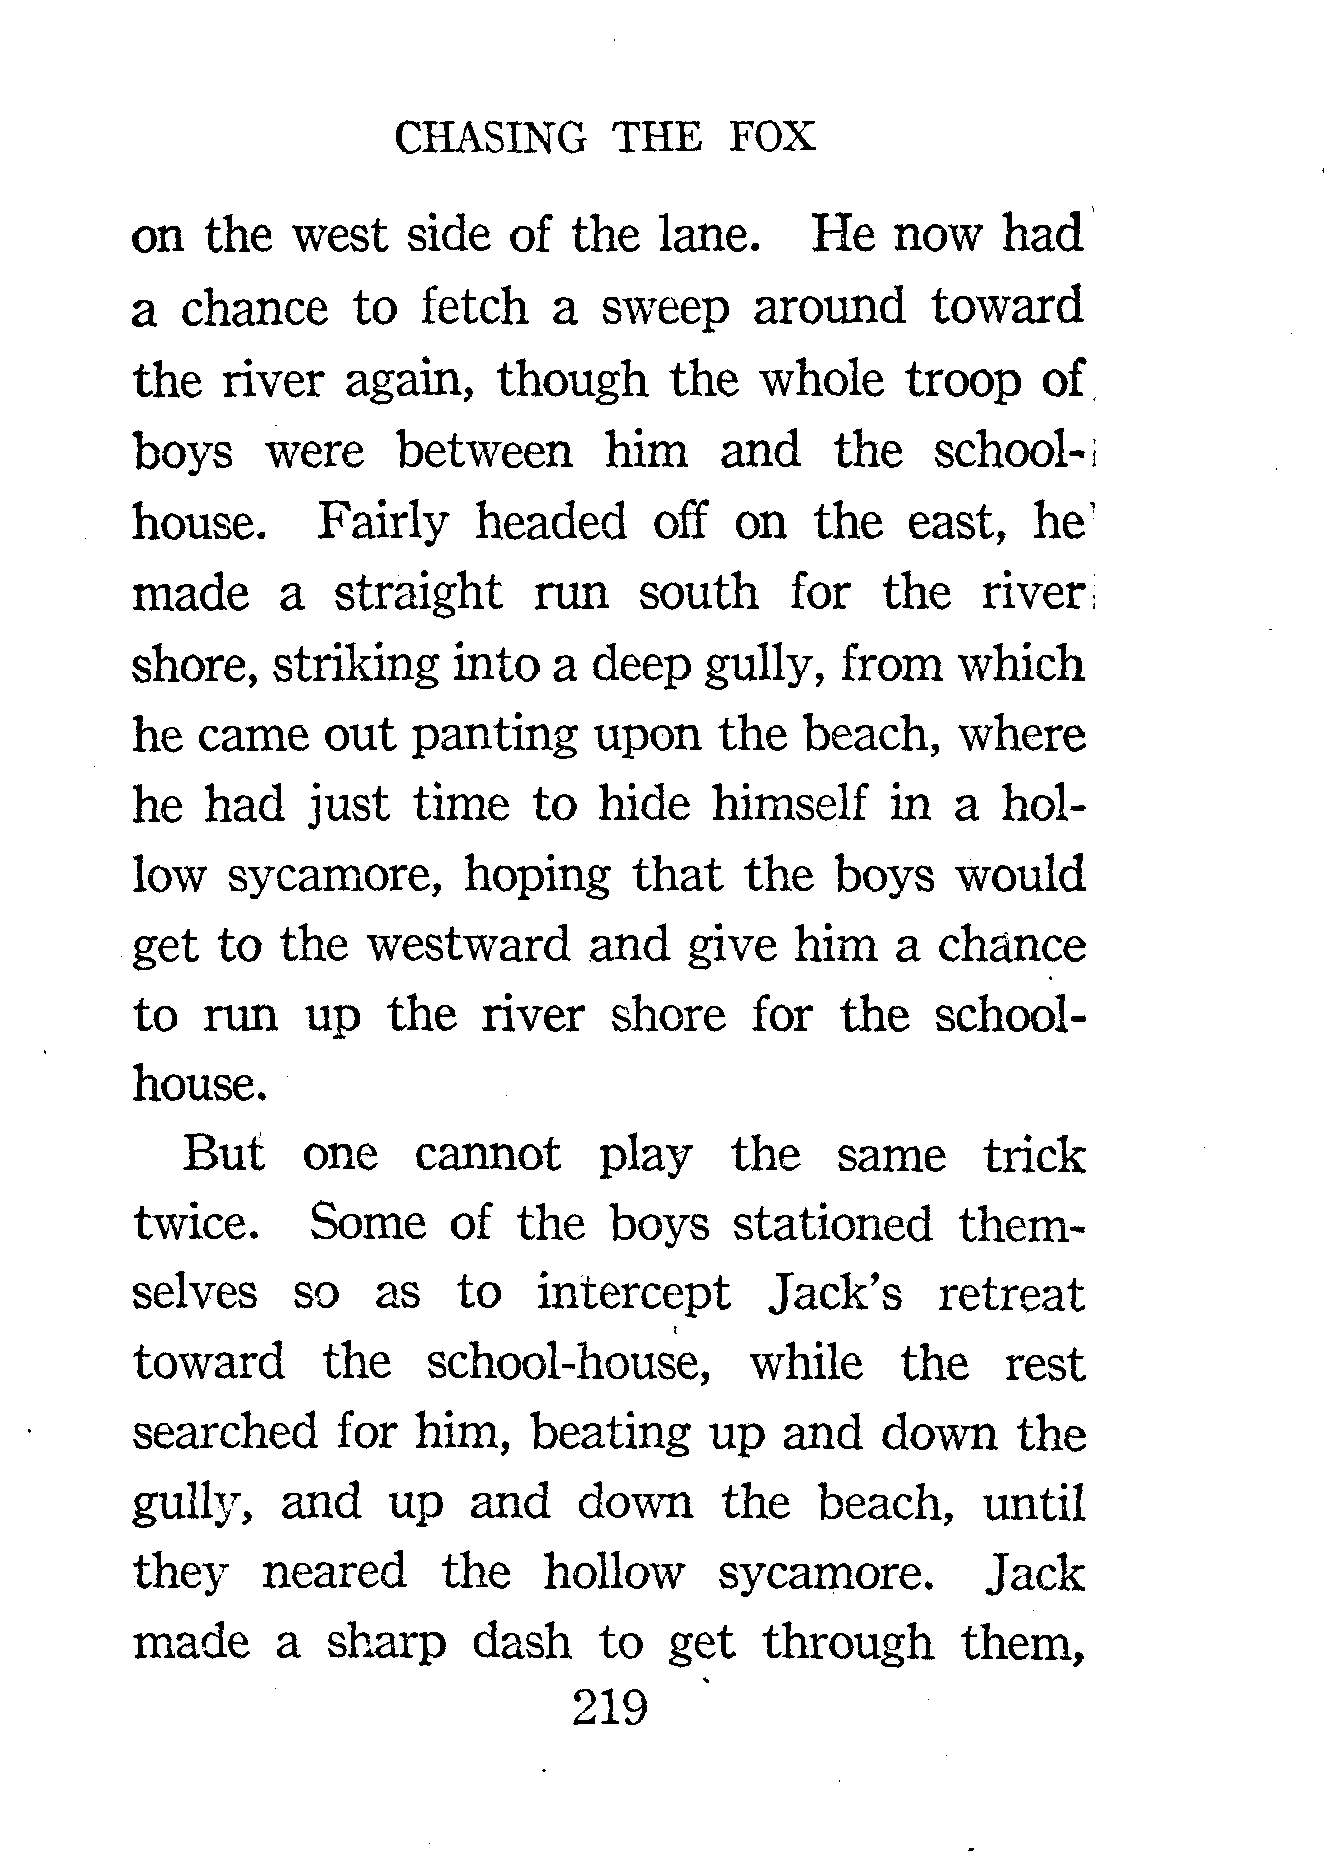 CHASING THE FOX
on the west side of the lane. He now had
a chance to fetch a sweep around toward
the river again, though the whole troop of
boys were between him and the school-
house. Fairly headed off on the east, he
made a straight run south for the river
shore, striking into a deep gully, from which
he came out panting upon the beach, where
he had just time to hide himself in a hol-
low sycamore, hoping that the boys would
get to the westward and give him a chance
to run up the river shore for the school-
house.
But one cannot play the same trick
twice. Some of the boys stationed them-
selves so as to intercept Jack's retreat
toward the school-house, while the rest
searched for him, beating up and down the
gully, and up and down the beach, until
they neared the hollow sycamore. Jack
made a sharp dash to get through them,
219